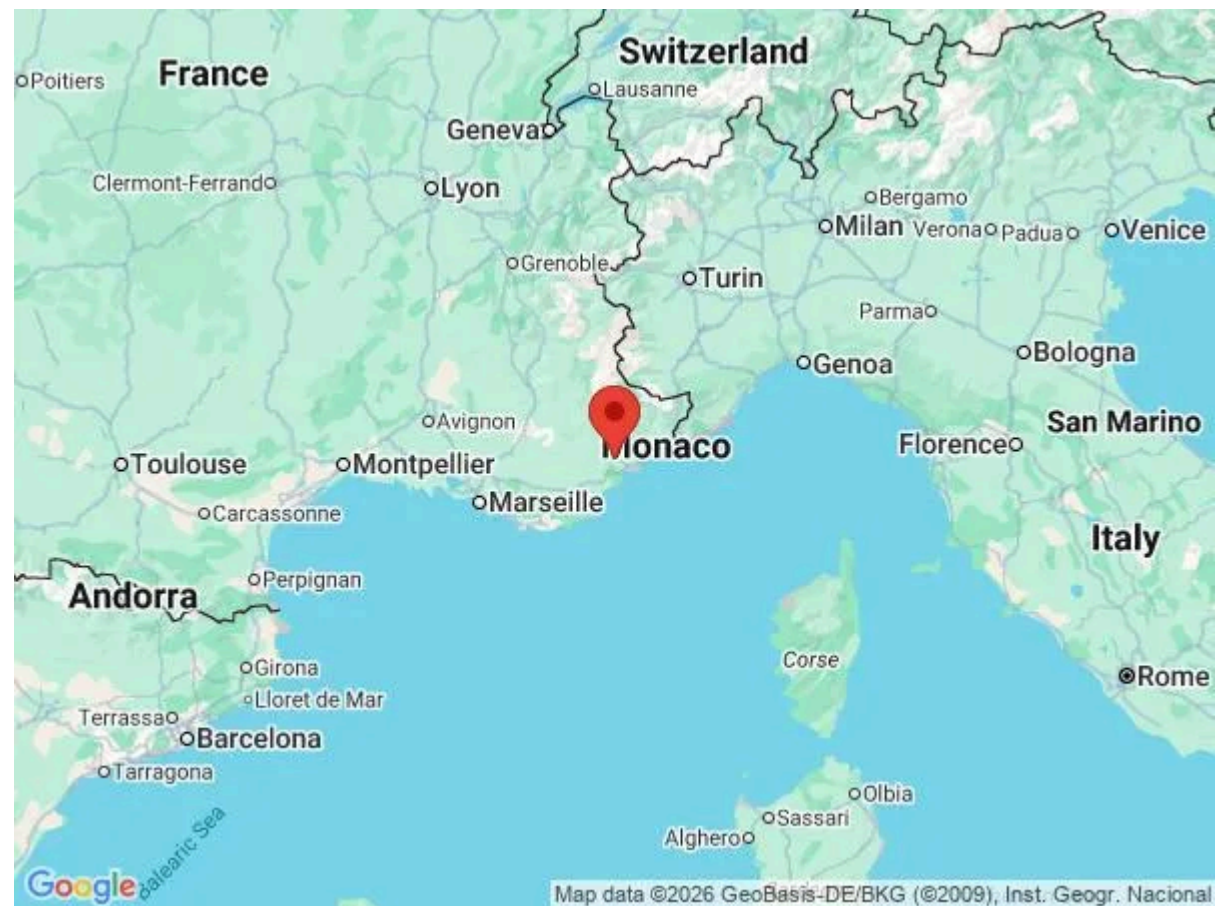 Switzerland
France
Poitiers
Lausanne
Geneva
Clermont-Ferrand
Lyon
Bergamo
Milan
Verona
Padua
Venice
Grenoble
Turin
Parma
Bologna
Genoa
Avignon
San Marino
Monaco
Florence
Toulouse
Montpellier
Marseille
Carcassonne
Italy
Perpignan
Andorra
Corse
Girona
Rome
Lloret de Mar
Terrassa
Barcelona
Tarragona
Olbia
Sassari
Alghero
Balearic Sea
Google
Map data ©2026 GeoBasis-DE/BKG (©2009), Inst. Geogr. Nacional